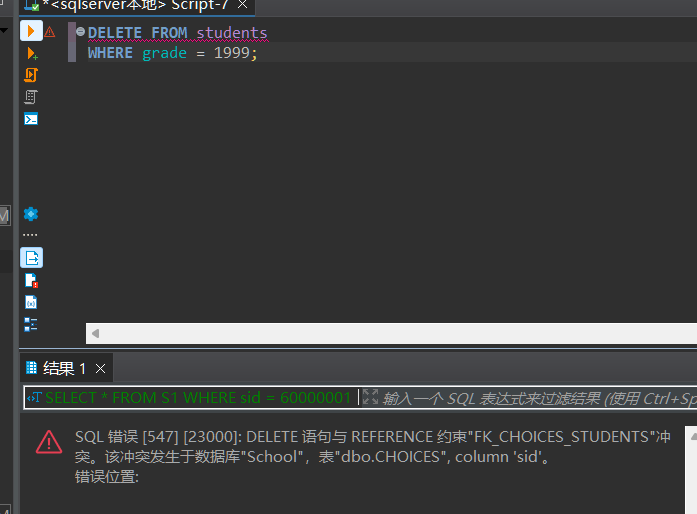 *<sqlserver本地> Script-7
DELETE FROM students
WHERE grade = 1999;
结果 1
SELECT * FROM S1 WHERE sid = 60000001 输入一个 SQL 表达式来过滤结果 (使用 Ctrl+Sp
SQL 错误 [547] [23000]: DELETE 语句与 REFERENCE 约束"FK_CHOICES_STUDENTS"冲
突。该冲突发生于数据库"School"，表"dbo.CHOICES", column 'sid'。
错误位置: